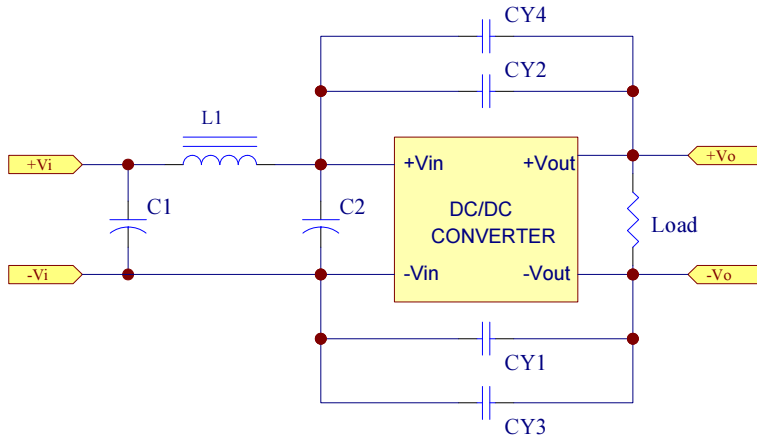 CY4
CY2
L1
+Vi
+Vin
+Vout
+Vo
C1
C2
DC/DC
CONVERTER
Load
-Vi
-Vin
-Vout
-Vo
CY1
CY3